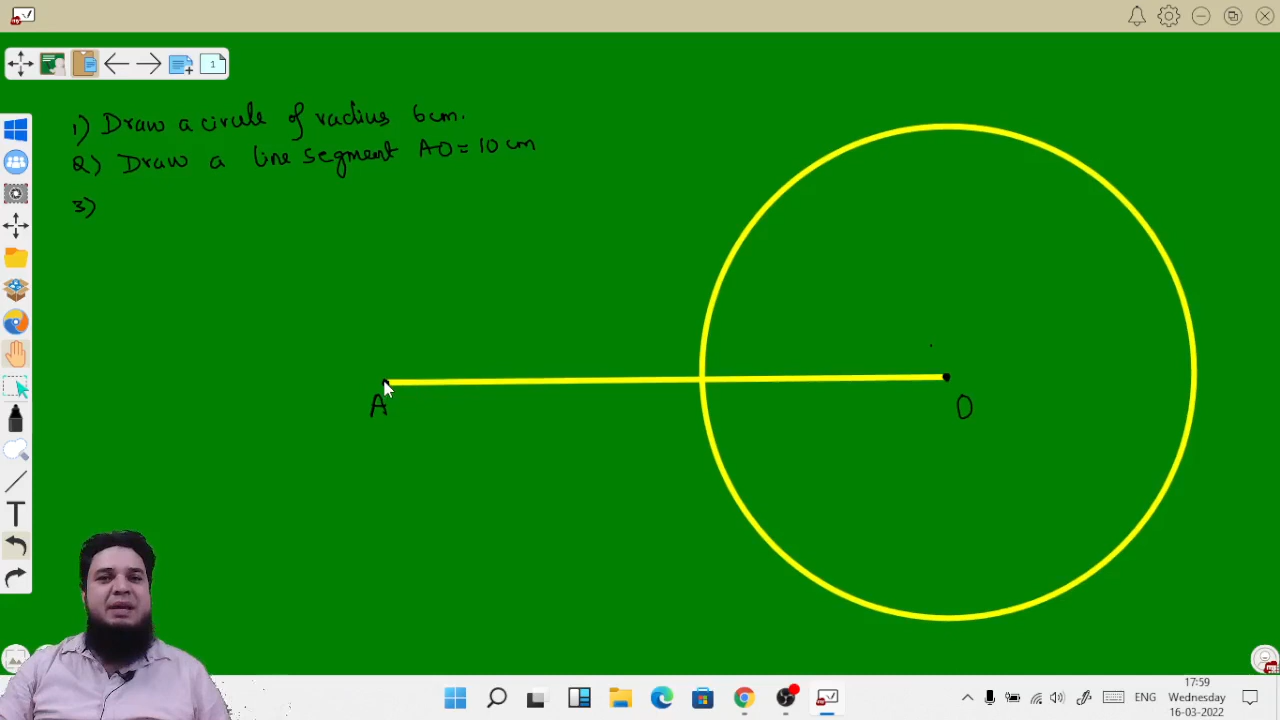 1
1) Draw a circle of radius 6cm.
2) Draw a line segment AO = 10 cm
3)
A
O
T
ENG
17:59
Wednesday
16-03-2022